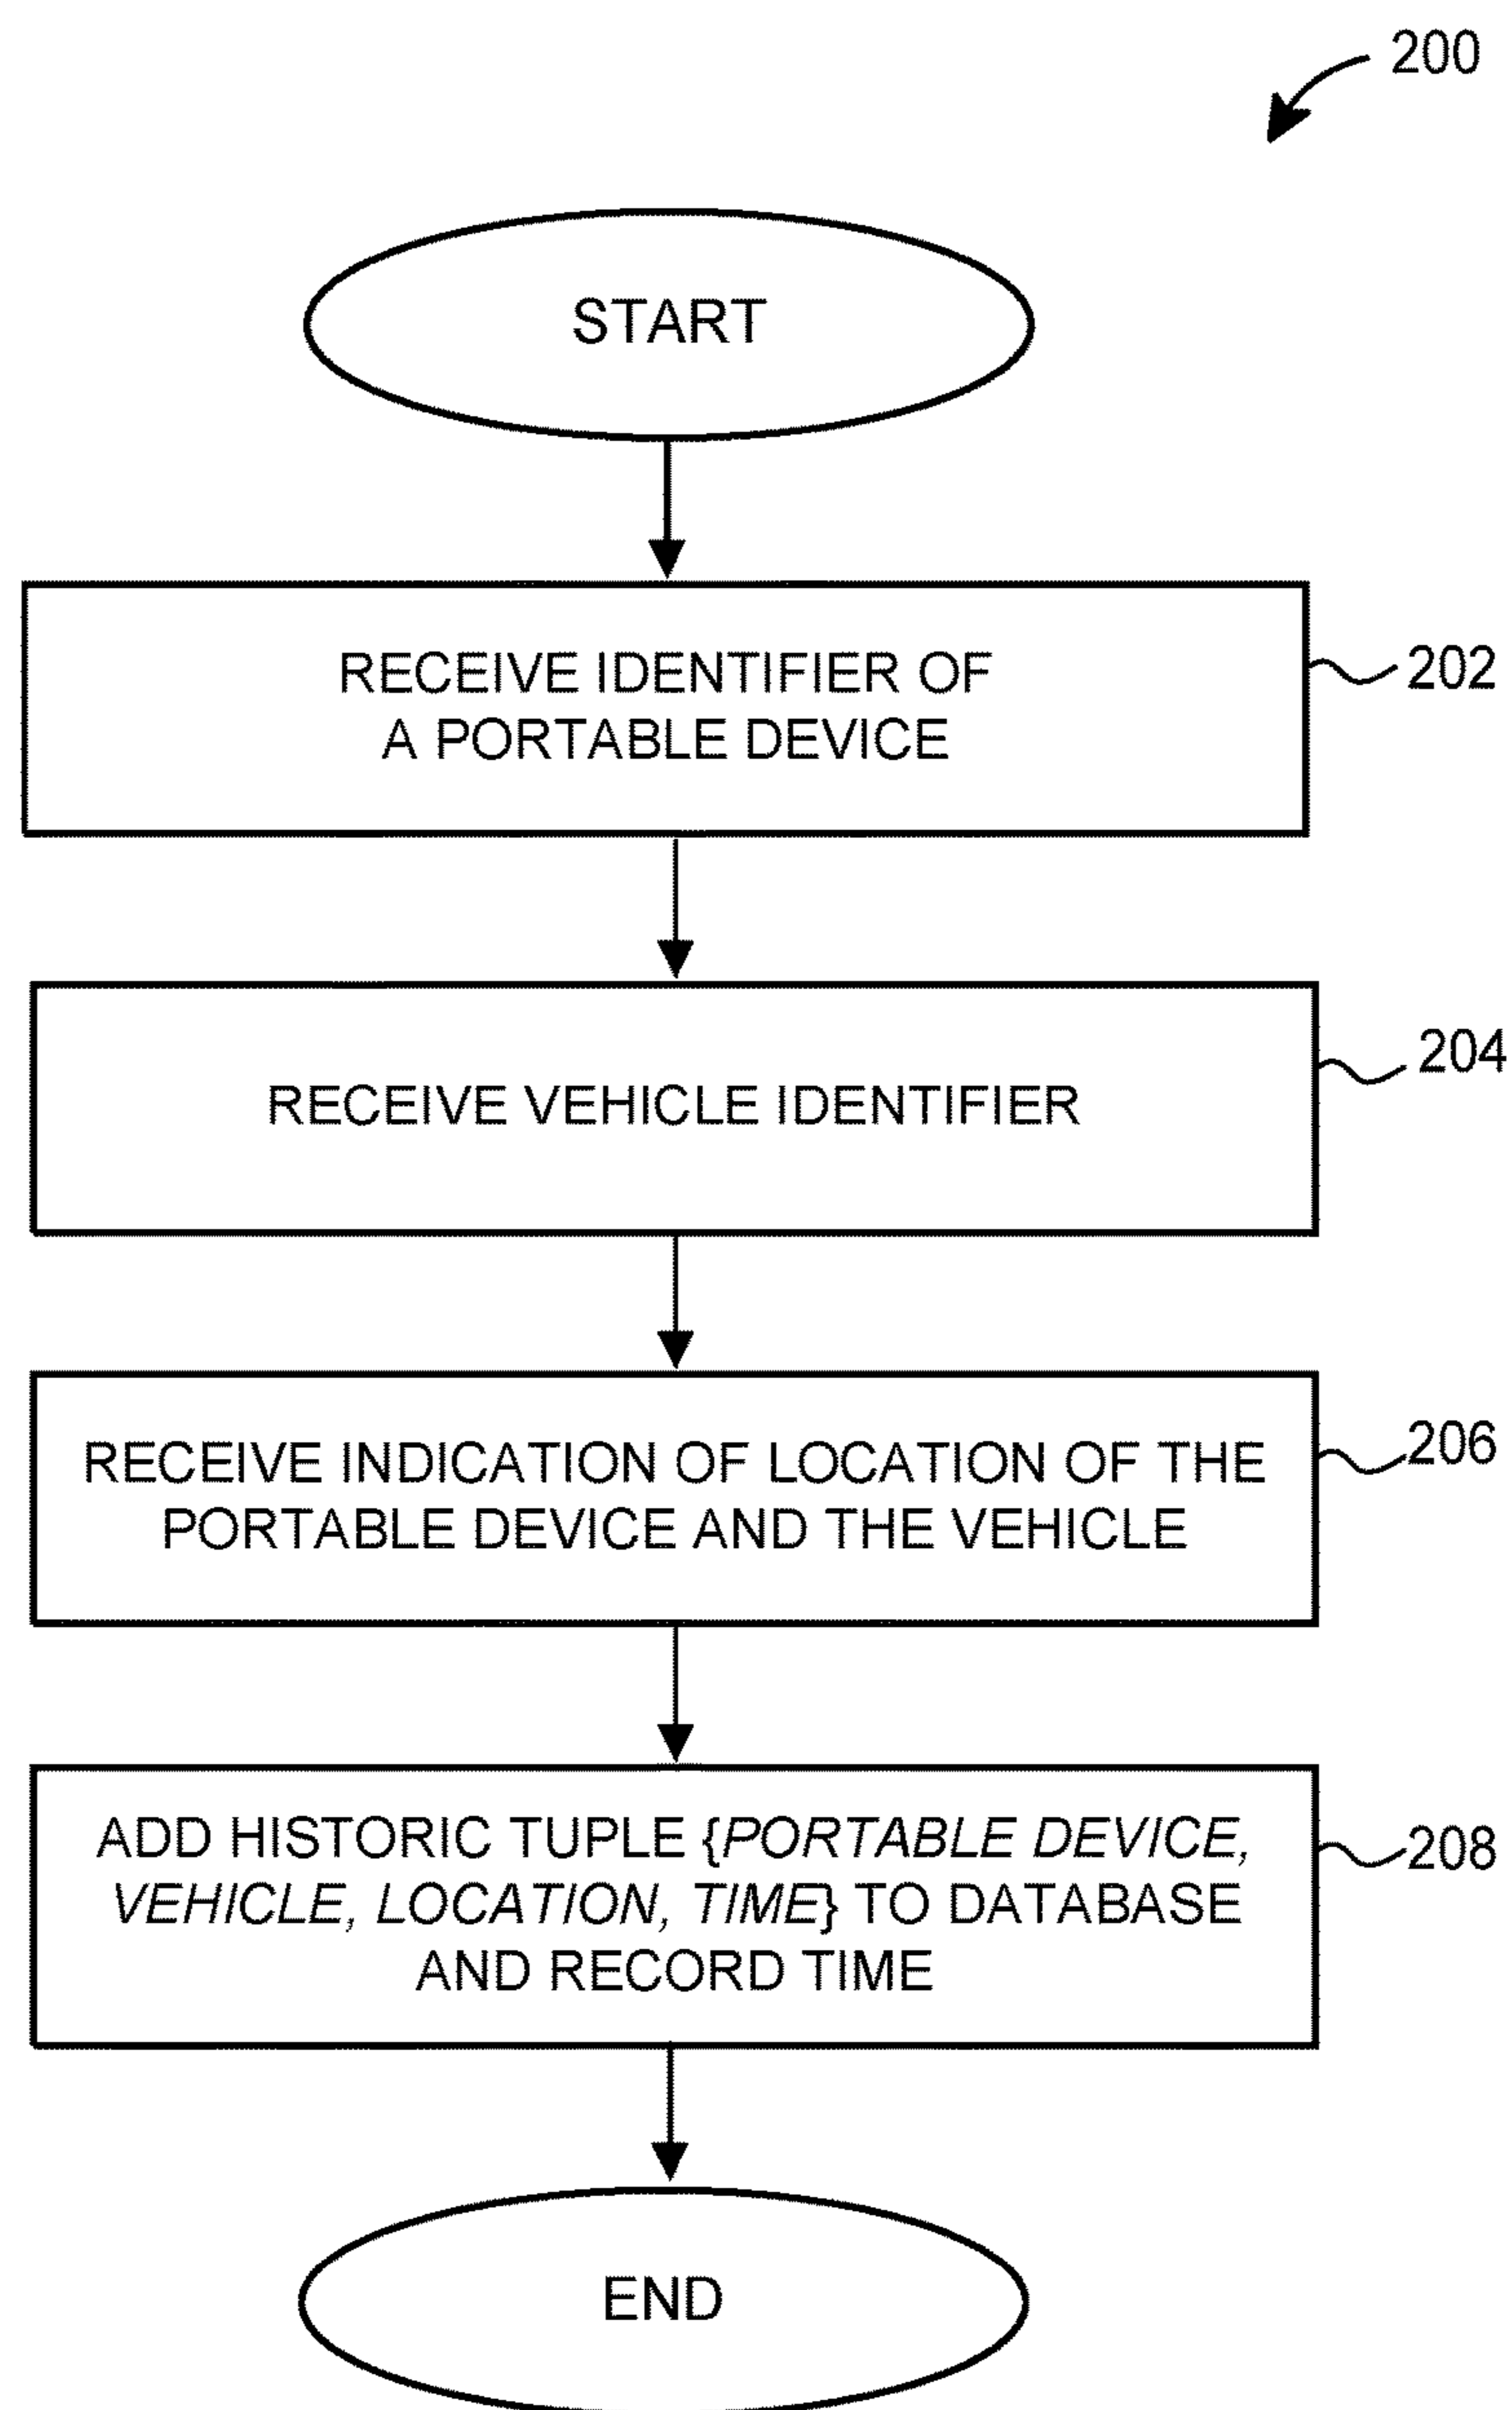 200
START
RECEIVE IDENTIFIER OF
A PORTABLE DEVICE
202
RECEIVE VEHICLE IDENTIFIER
204
RECEIVE INDICATION OF LOCATION OF THE
PORTABLE DEVICE AND THE VEHICLE
206
ADD HISTORIC TUPLE {PORTABLE DEVICE,
VEHICLE, LOCATION, TIME} TO DATABASE
AND RECORD TIME
208
END